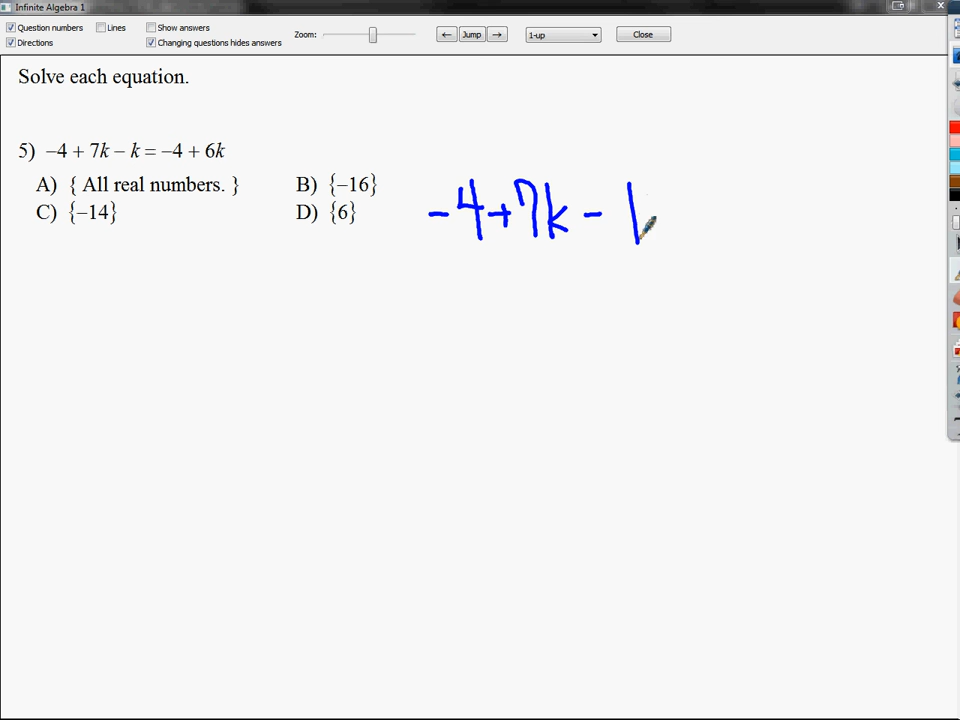 Infinite Algebra 1
Question numbers Lines Show answers
Directions Changing questions hides answers
Zoom: ← Jump → 1-up Close
Solve each equation.
5) −4 + 7k − k = −4 + 6k
A) { All real numbers. } B) {−16}
C) {−14} D) {6}
-4+7k-